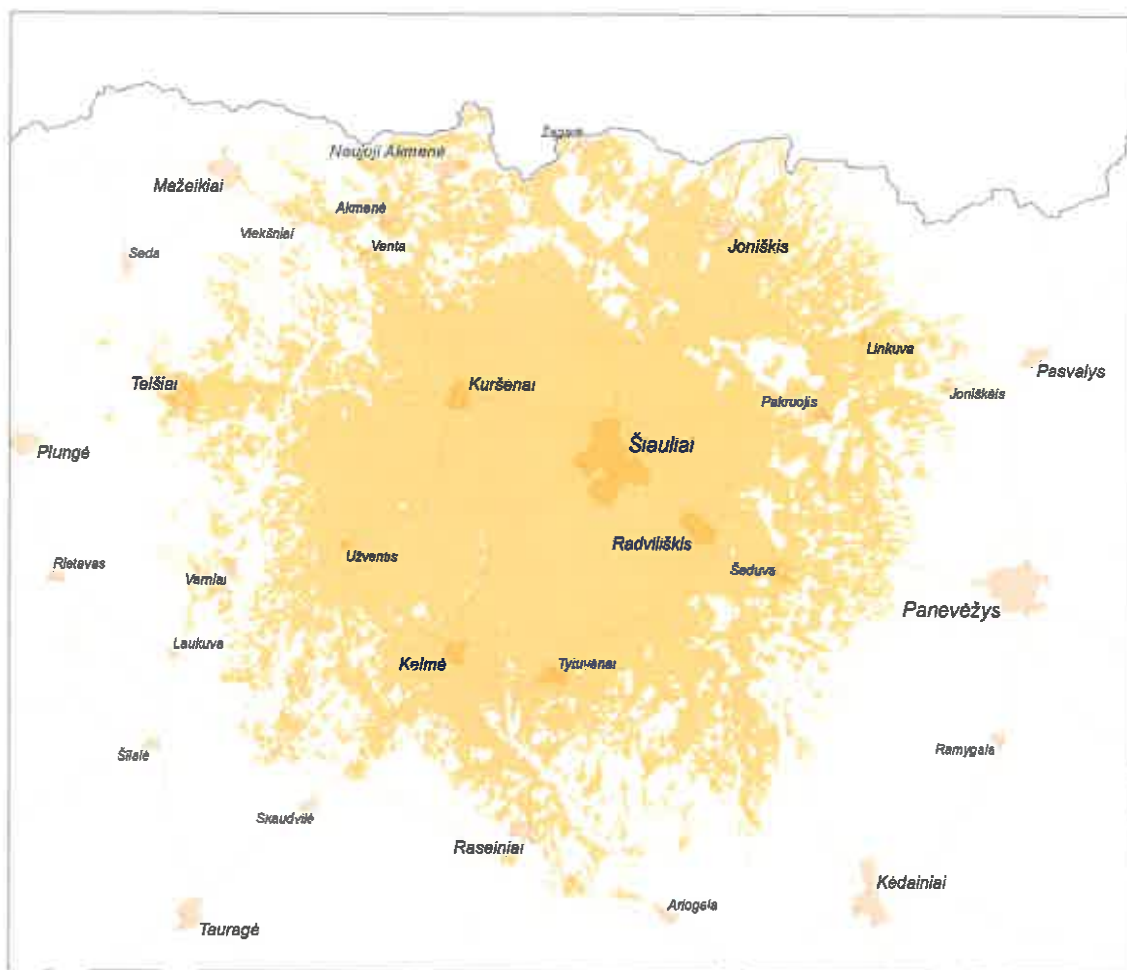 Žagarė
Naujoji Akmenė
Mažeikiai
Akmenė
Viekšniai
Venta
Joniškis
Seda
Linkuva
Pasvalys
Telšiai
Kuršėnai
Joniškėlis
Pakruojis
Šiauliai
Plungė
Radviliškis
Užventis
Rietavas
Šeduva
Varniai
Panevėžys
Laukuva
Kelmė
Tytuvėnai
Šilalė
Ramygala
Skaudvilė
Raseiniai
Kėdainiai
Ariogala
Tauragė